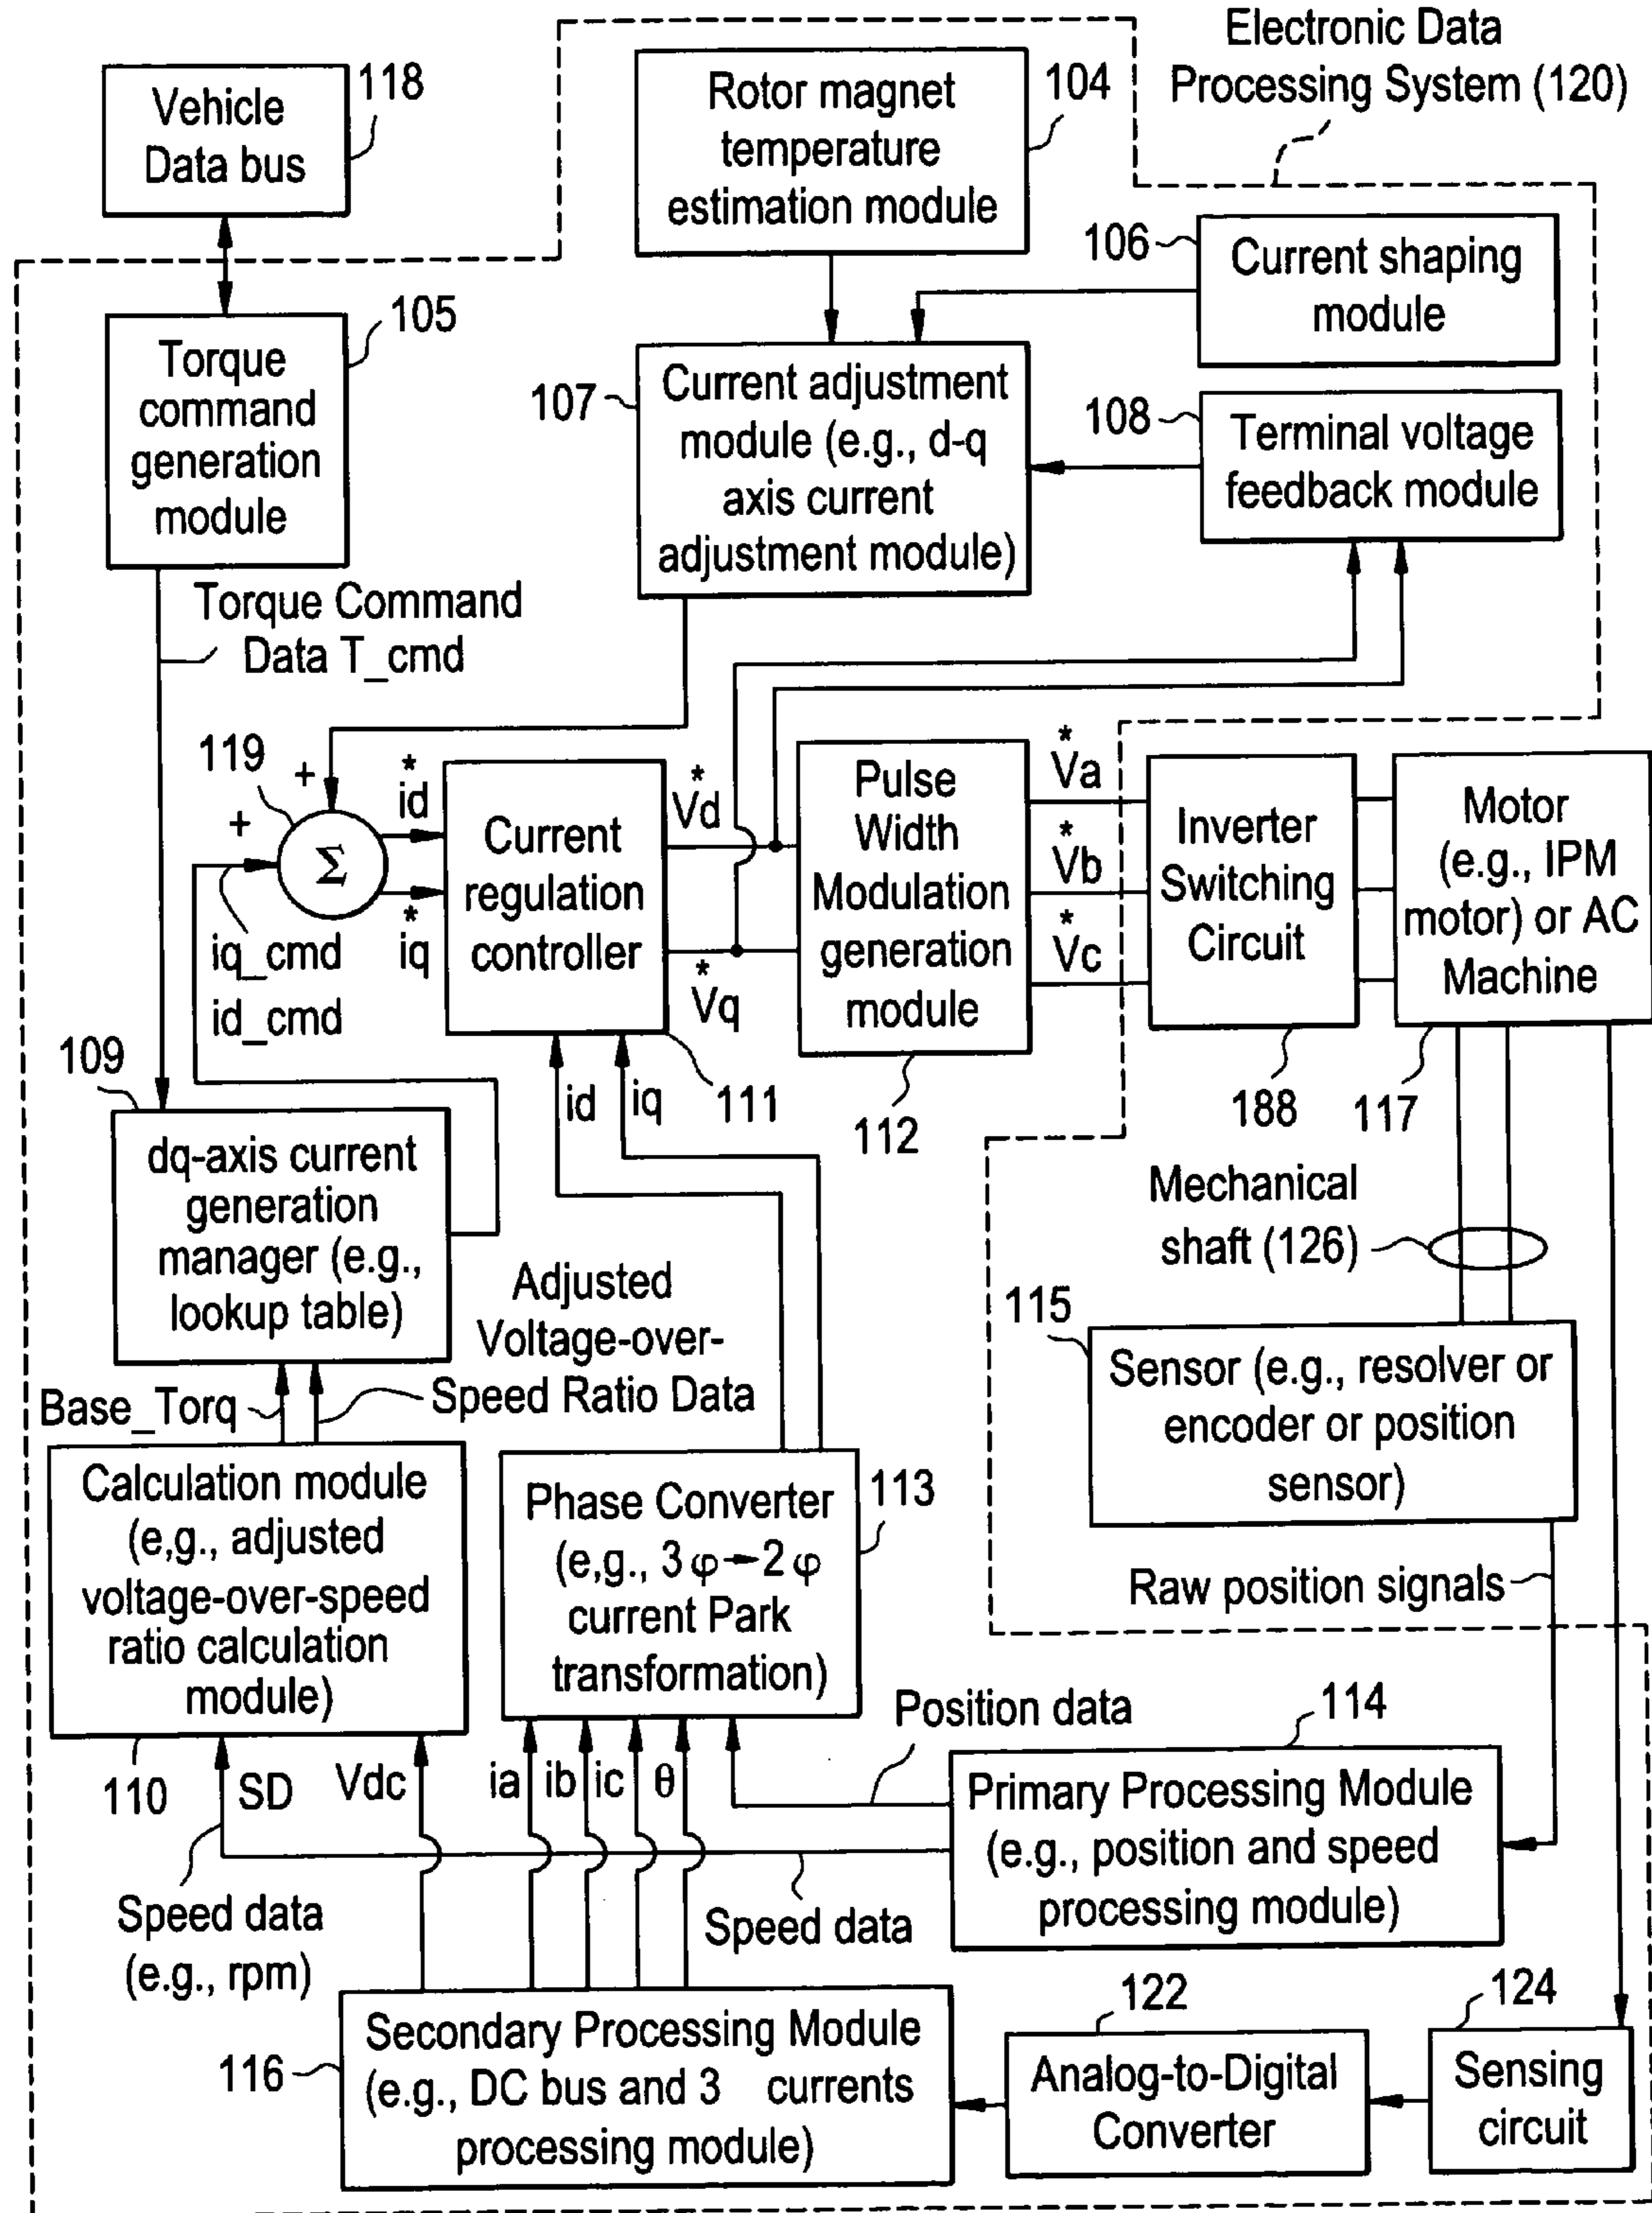 Electronic Data
Processing System (120)
Vehicle
Data bus
118
Rotor magnet
temperature
estimation module
104
106
Current shaping
module
105
Torque
command
generation
module
107
Current adjustment
module (e.g., d-q
axis current
adjustment module)
108
Terminal voltage
feedback module
Torque Command
Data T_cmd
119
+
+
Σ
*
id
*
iq
iq_cmd
id_cmd
Current
regulation
controller
111
*
Vd
*
Vq
Pulse
Width
Modulation
generation
module
112
*
Va
*
Vb
*
Vc
Inverter
Switching
Circuit
188
Motor
(e.g., IPM
motor) or AC
Machine
117
id
iq
109
dq-axis current
generation
manager (e.g.,
lookup table)
Mechanical
shaft (126)
Adjusted
Voltage-over-
Speed Ratio Data
Base_Torq
115
Sensor (e.g., resolver or
encoder or position
sensor)
Calculation module
(e,g., adjusted
voltage-over-speed
ratio calculation
module)
110
Phase Converter
(e,g., 3 φ→2 φ
current Park
transformation)
113
Raw position signals
Position data
114
SD
Vdc
ia
ib
ic
θ
Primary Processing Module
(e.g., position and speed
processing module)
Speed data
(e.g., rpm)
Speed data
116
Secondary Processing Module
(e.g., DC bus and 3 currents
processing module)
122
Analog-to-Digital
Converter
124
Sensing
circuit